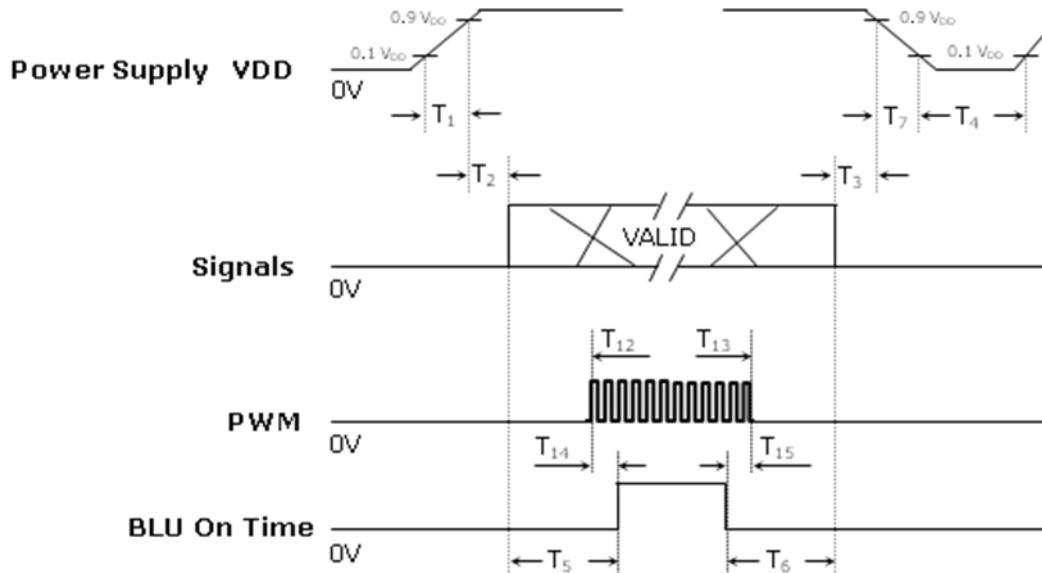 0.9 VDD
0.9 VDD
0.1 VDD
0.1 VDD
Power Supply VDD
0V
T1
T7
T4
T2
T3
VALID
Signals
0V
T12
T13
PWM
0V
T14
T15
BLU On Time
0V
T5
T6